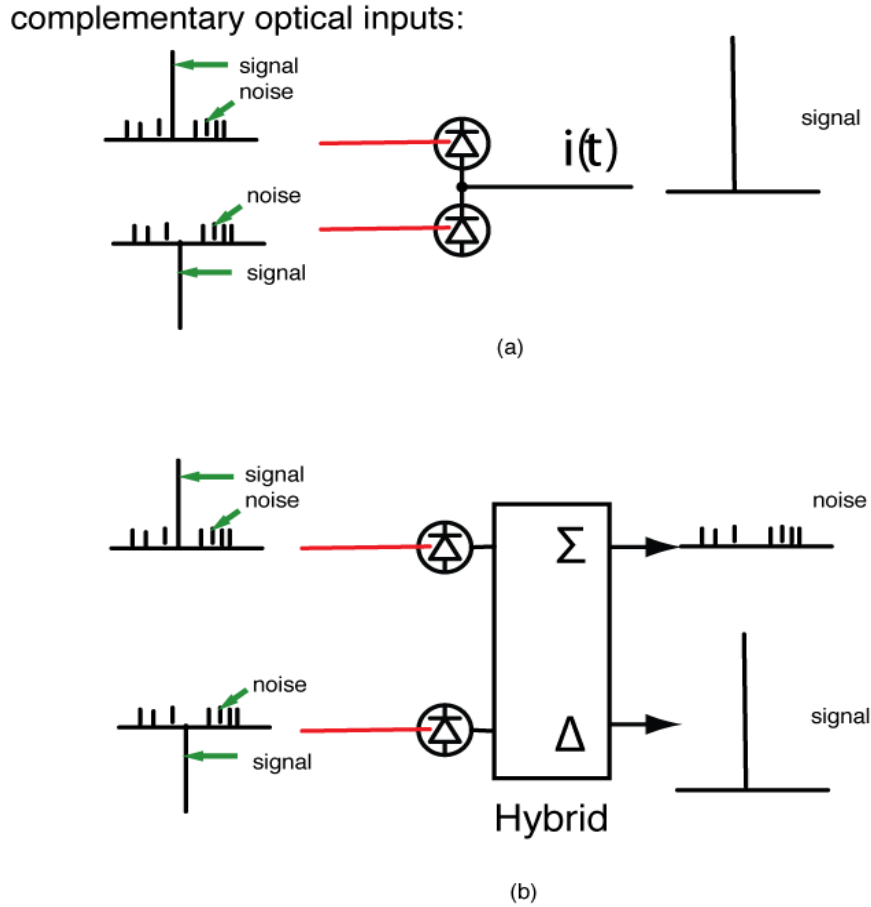 complementary optical inputs:
signal
noise
i(t)
signal
noise
signal
(a)
signal
noise
noise
Σ
noise
signal
signal
Δ
Hybrid
(b)